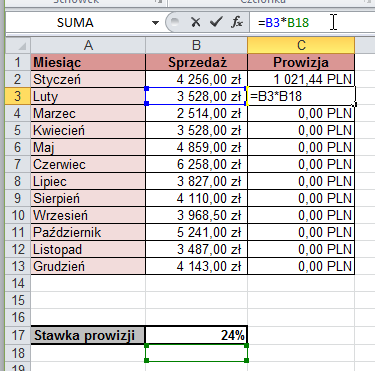 Schowek Czcionka
SUMA fx =B3*B18
A B C
1 Miesiąc Sprzedaż Prowizja
2 Styczeń 4 256,00 zł 1 021,44 PLN
3 Luty 3 528,00 zł =B3*B18
4 Marzec 2 514,00 zł 0,00 PLN
5 Kwiecień 3 528,00 zł 0,00 PLN
6 Maj 4 859,00 zł 0,00 PLN
7 Czerwiec 6 258,00 zł 0,00 PLN
8 Lipiec 3 827,00 zł 0,00 PLN
9 Sierpień 4 110,00 zł 0,00 PLN
10 Wrzesień 3 968,50 zł 0,00 PLN
11 Październik 5 241,00 zł 0,00 PLN
12 Listopad 3 487,00 zł 0,00 PLN
13 Grudzień 4 143,00 zł 0,00 PLN
14
15
16
17 Stawka prowizji 24%
18
19